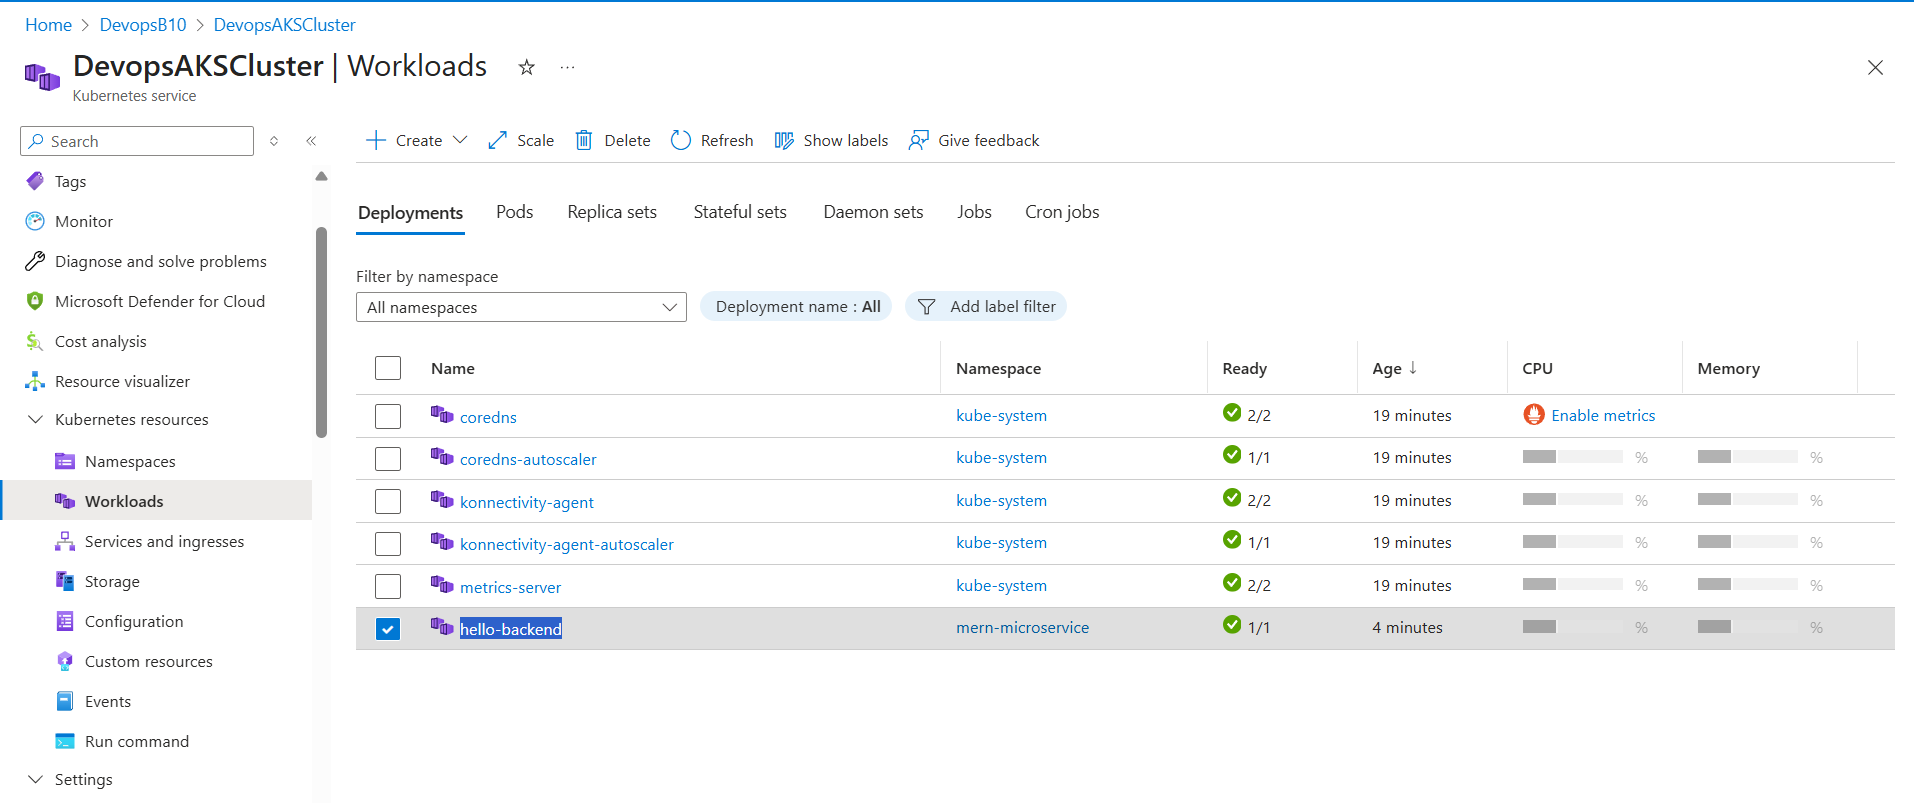 Home > DevopsB10 > DevopsAKSCluster
DevopsAKSCluster | Workloads
Kubernetes service
Search
Create Scale Delete Refresh Show labels Give feedback
Tags
Monitor
Diagnose and solve problems
Microsoft Defender for Cloud
Cost analysis
Resource visualizer
Kubernetes resources
Namespaces
Workloads
Services and ingresses
Storage
Configuration
Custom resources
Events
Run command
Settings
Deployments Pods Replica sets Stateful sets Daemon sets Jobs Cron jobs
Filter by namespace
All namespaces Deployment name : All Add label filter
Name Namespace Ready Age ↓ CPU Memory
coredns kube-system 2/2 19 minutes Enable metrics
coredns-autoscaler kube-system 1/1 19 minutes % %
konnectivity-agent kube-system 2/2 19 minutes % %
konnectivity-agent-autoscaler kube-system 1/1 19 minutes % %
metrics-server kube-system 2/2 19 minutes % %
hello-backend mern-microservice 1/1 4 minutes % %